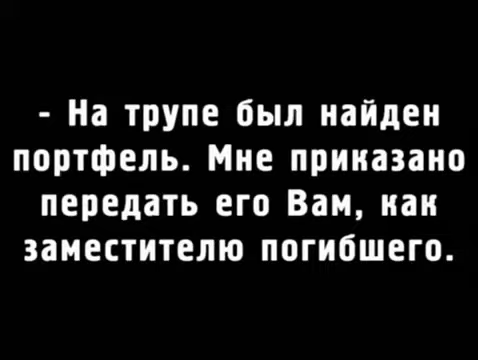 - На трупе был найден
портфель. Мне приказано
передать его Вам, как
заместителю погибшего.